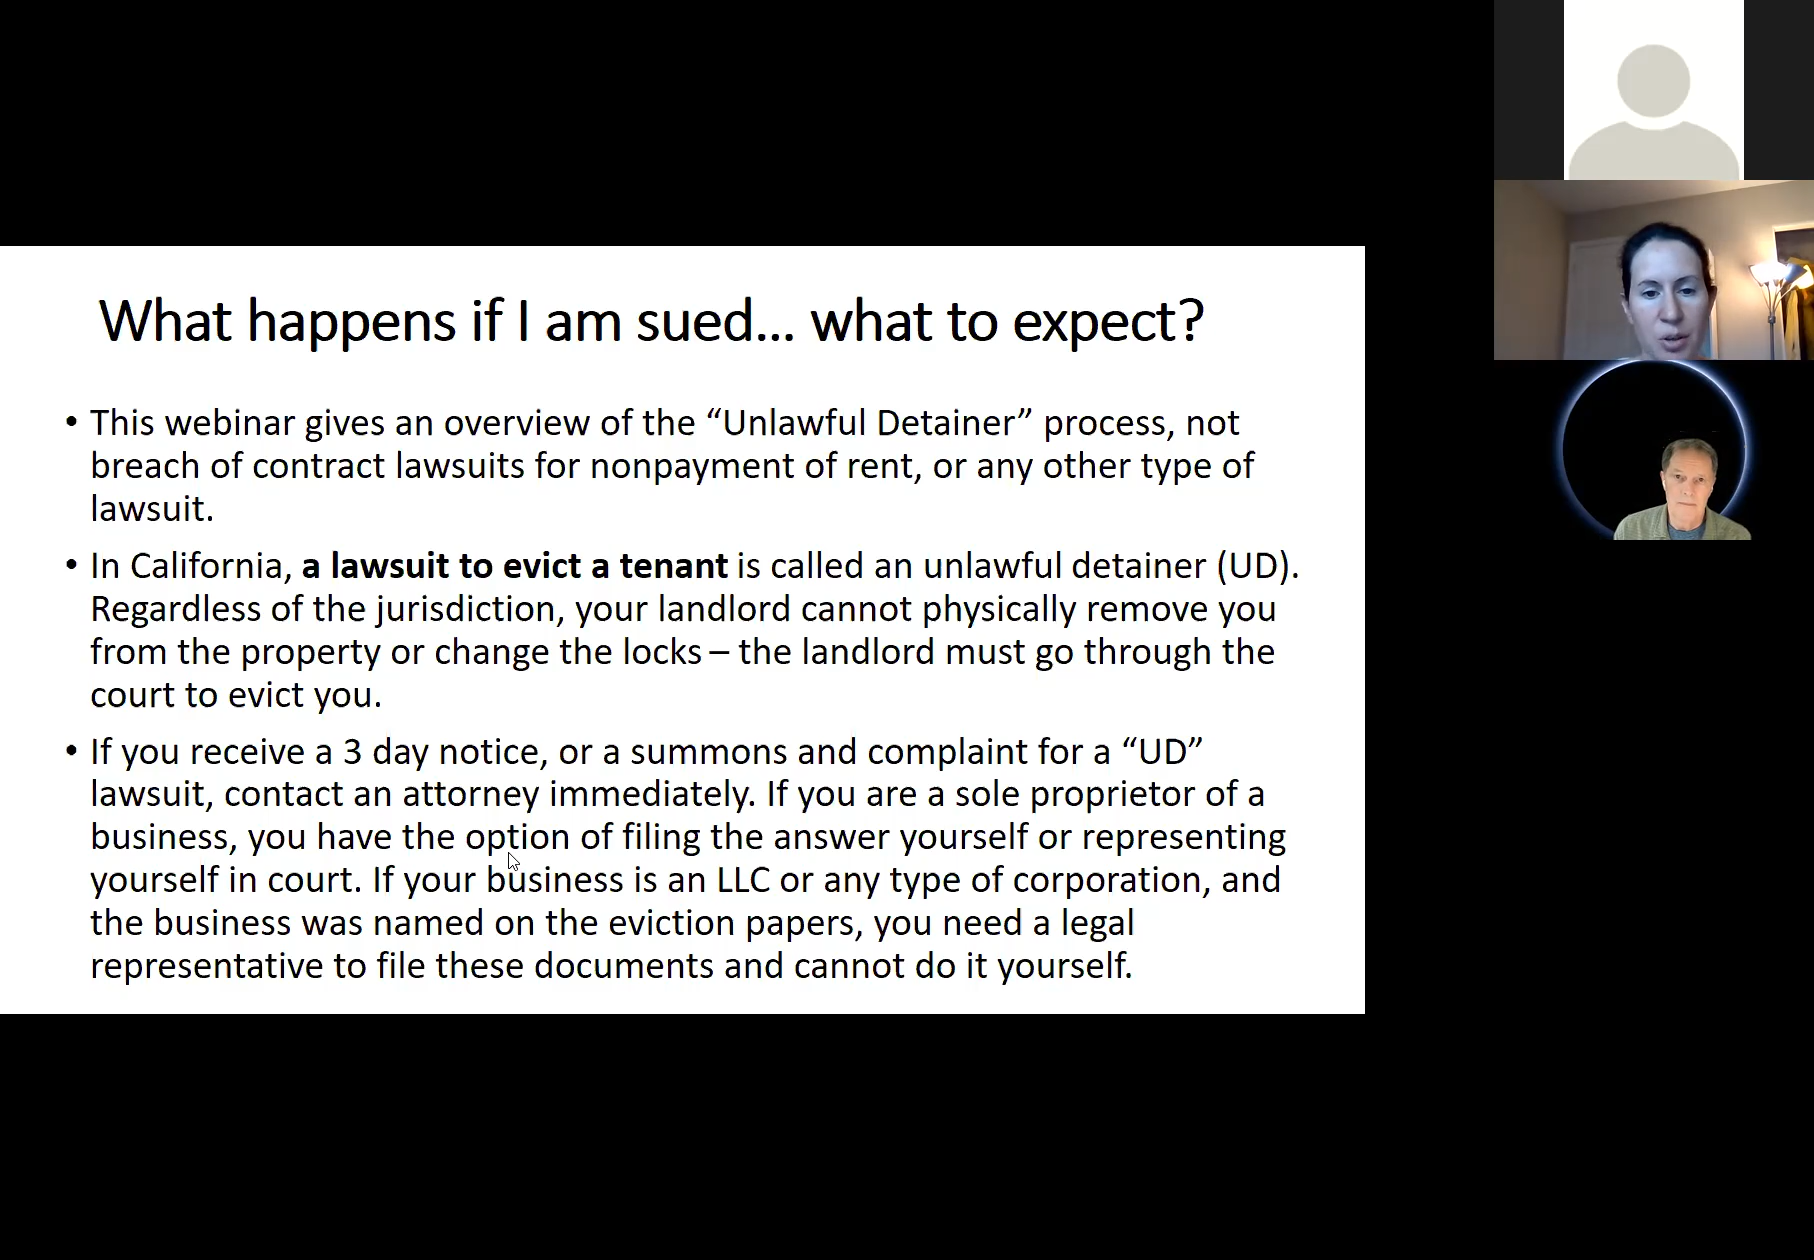 What happens if I am sued... what to expect?
• This webinar gives an overview of the “Unlawful Detainer” process, not
breach of contract lawsuits for nonpayment of rent, or any other type of
lawsuit.
• In California, a lawsuit to evict a tenant is called an unlawful detainer (UD).
Regardless of the jurisdiction, your landlord cannot physically remove you
from the property or change the locks – the landlord must go through the
court to evict you.
• If you receive a 3 day notice, or a summons and complaint for a “UD”
lawsuit, contact an attorney immediately. If you are a sole proprietor of a
business, you have the option of filing the answer yourself or representing
yourself in court. If your business is an LLC or any type of corporation, and
the business was named on the eviction papers, you need a legal
representative to file these documents and cannot do it yourself.